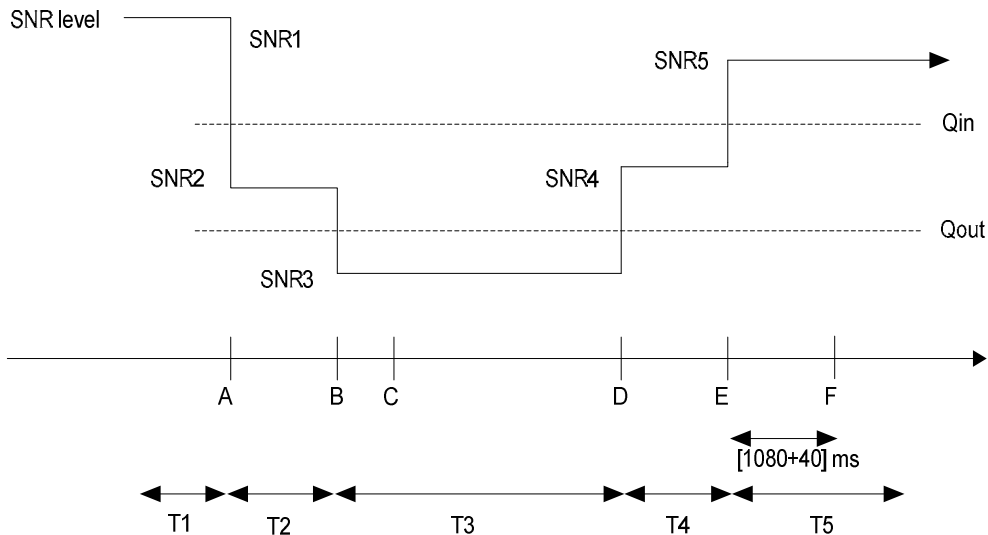 SNR level
SNR1
SNR5
Qin
SNR2
SNR4
Qout
SNR3
A B C D E F
[1080+40] ms
T1 T2 T3 T4 T5